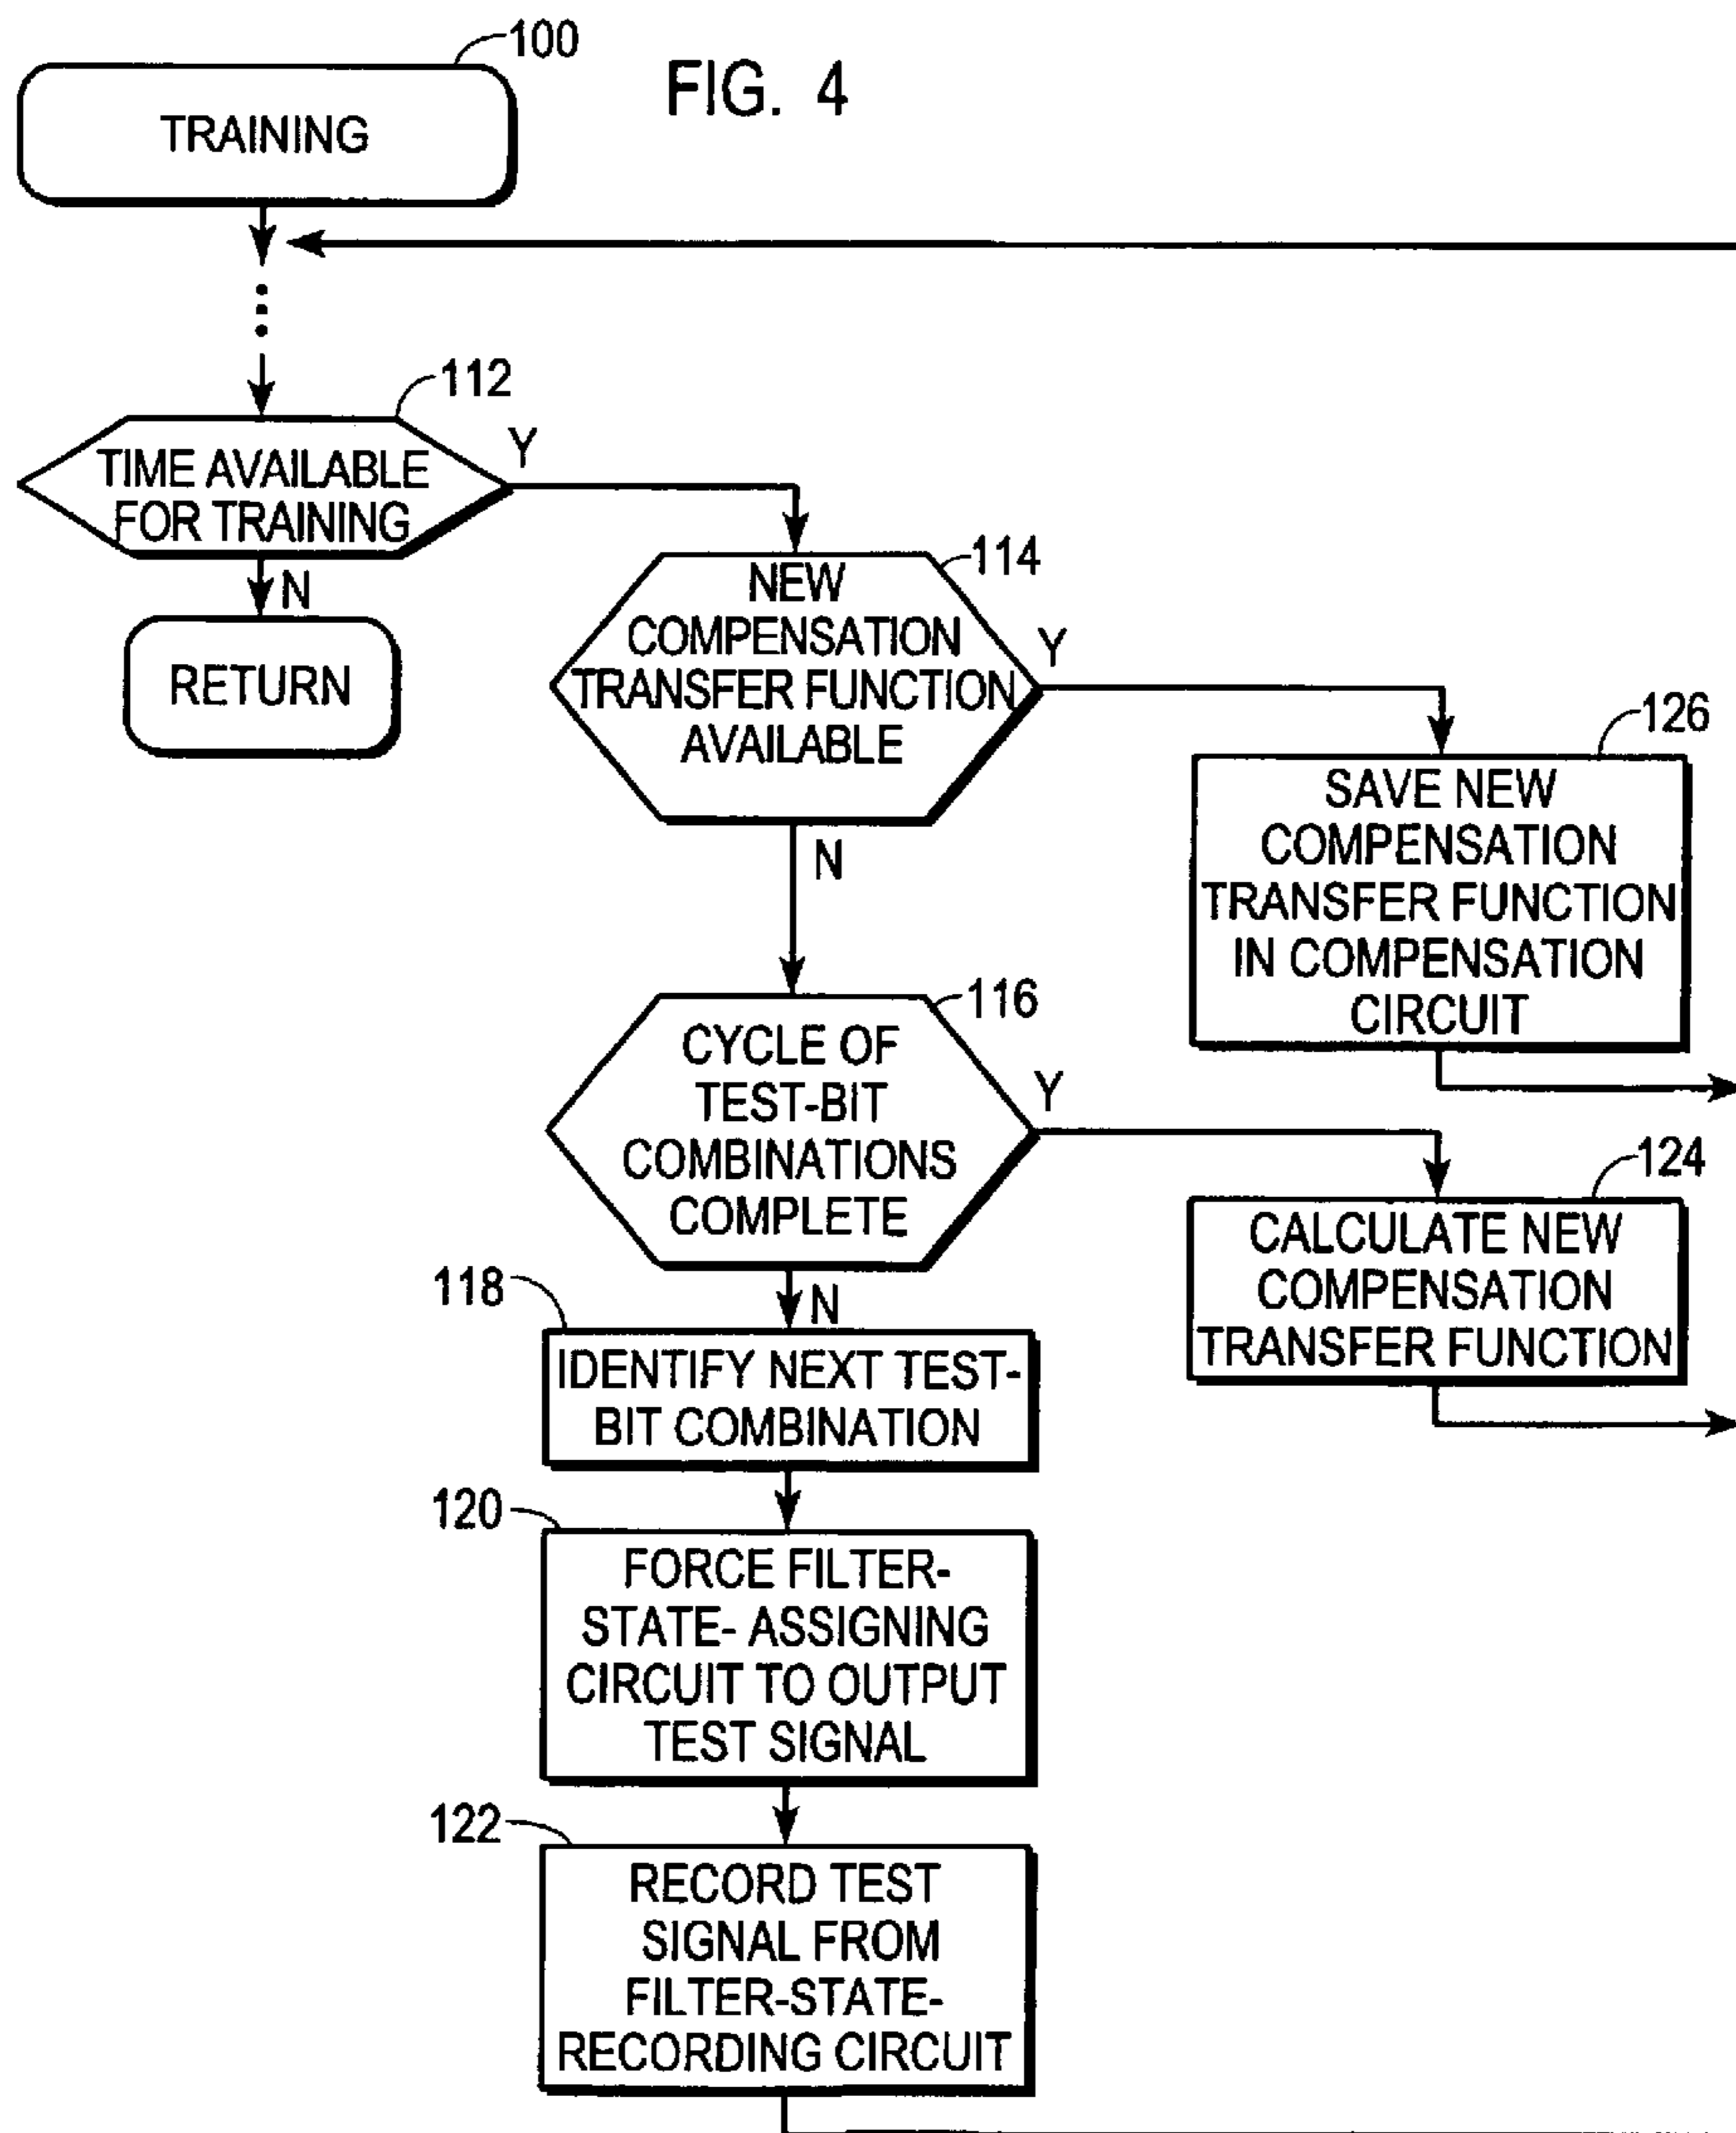 100
FIG. 4
TRAINING
112
TIME AVAILABLE
FOR TRAINING
Y
N
RETURN
114
NEW
COMPENSATION
TRANSFER FUNCTION
AVAILABLE
Y
N
126
SAVE NEW
COMPENSATION
TRANSFER FUNCTION
IN COMPENSATION
CIRCUIT
116
CYCLE OF
TEST-BIT
COMBINATIONS
COMPLETE
Y
N
124
CALCULATE NEW
COMPENSATION
TRANSFER FUNCTION
118
IDENTIFY NEXT TEST-
BIT COMBINATION
120
FORCE FILTER-
STATE- ASSIGNING
CIRCUIT TO OUTPUT
TEST SIGNAL
122
RECORD TEST
SIGNAL FROM
FILTER-STATE-
RECORDING CIRCUIT